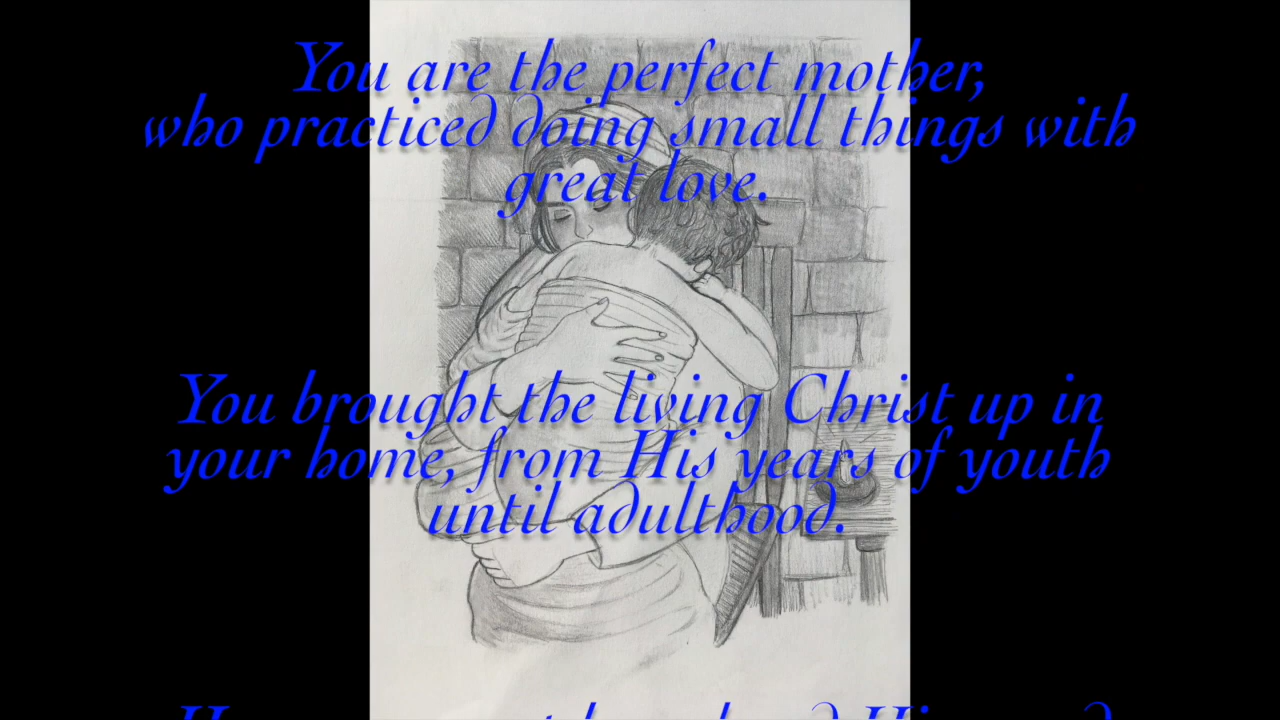 You are the perfect mother,
who practiced doing small things with
great love.
You brought the living Christ up in
your home, from His years of youth
until adulthood.